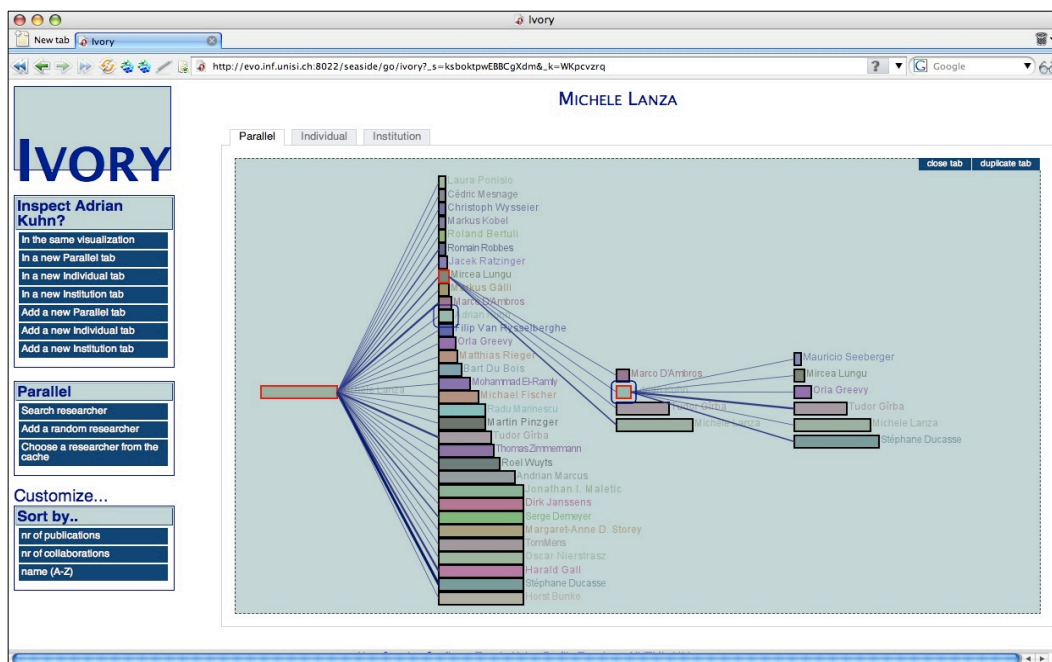 Ivory
New tab
Ivory
http://evo.inf.unisi.ch:8022/seaside/go/ivory?_s=ksboktpwEBBCgXdm&_k=WKpcvzrq
?
G Google
MICHELE LANZA
IVORY
Parallel
Individual
Institution
close tab
duplicate tab
Inspect Adrian
Kuhn?
In the same visualization
In a new Parallel tab
In a new Individual tab
In a new Institution tab
Add a new Parallel tab
Add a new Individual tab
Add a new Institution tab
Parallel
Search researcher
Add a random researcher
Choose a researcher from the
cache
Customize...
Sort by..
nr of publications
nr of collaborations
name (A-Z)
Lanza
Laura Ponisio
Cédric Mesnage
Christoph Wysseier
Markus Kobel
Roland Bertuli
Romain Robbes
Jacek Ratzinger
Mircea Lungu
Markus Gälli
Marco D'Ambros
Adrian Kuhn
Filip Van Rysselberghe
Orla Greevy
Matthias Rieger
Bart Du Bois
Mohammad El-Ramly
Michael Fischer
Radu Marinescu
Martin Pinzger
Tudor Gîrba
Thomas Zimmermann
Roel Wuyts
Andrian Marcus
Jonathan I. Maletic
Dirk Janssens
Serge Demeyer
Margaret-Anne D. Storey
Tom Mens
Oscar Nierstrasz
Harald Gall
Stéphane Ducasse
Horst Bunke
Marco D'Ambros
Tudor Gîrba
Michele Lanza
Mauricio Seeberger
Mircea Lungu
Orla Greevy
Tudor Gîrba
Michele Lanza
Stéphane Ducasse